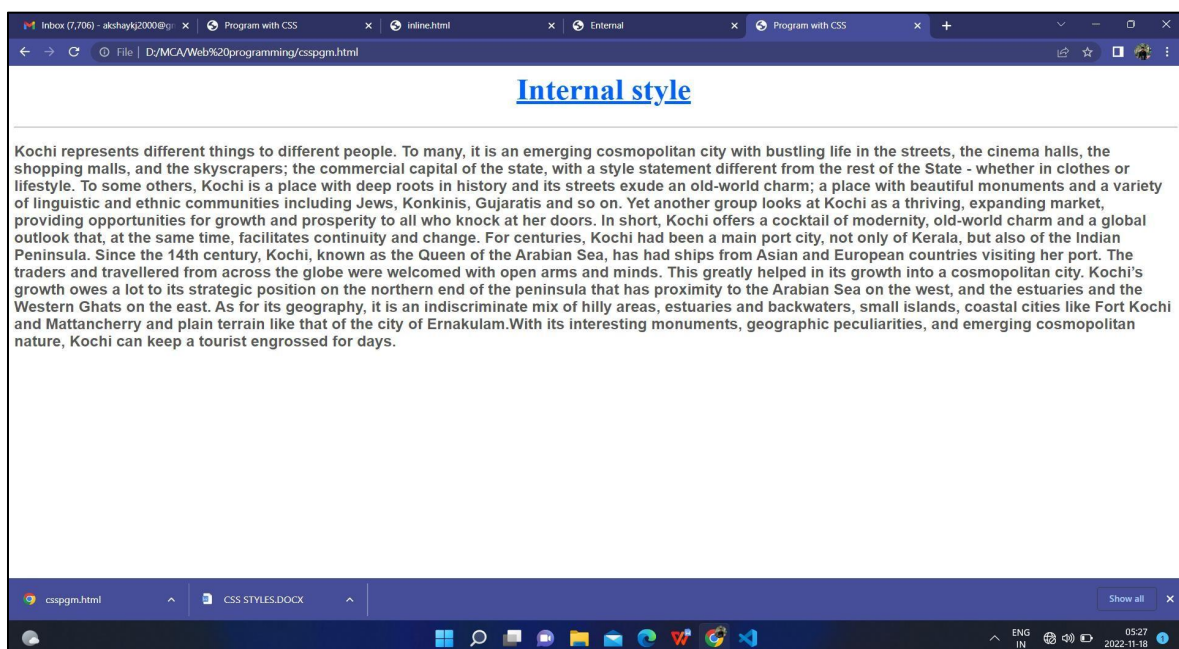 Inbox (7,706) - akshaykj2000@gm
Program with CSS
inline.html
Enternal
Program with CSS
File | D:/MCA/Web%20programming/csspgm.html
Internal style
Kochi represents different things to different people. To many, it is an emerging cosmopolitan city with bustling life in the streets, the cinema halls, the
shopping malls, and the skyscrapers; the commercial capital of the state, with a style statement different from the rest of the State - whether in clothes or
lifestyle. To some others, Kochi is a place with deep roots in history and its streets exude an old-world charm; a place with beautiful monuments and a variety
of linguistic and ethnic communities including Jews, Konkinis, Gujaratis and so on. Yet another group looks at Kochi as a thriving, expanding market,
providing opportunities for growth and prosperity to all who knock at her doors. In short, Kochi offers a cocktail of modernity, old-world charm and a global
outlook that, at the same time, facilitates continuity and change. For centuries, Kochi had been a main port city, not only of Kerala, but also of the Indian
Peninsula. Since the 14th century, Kochi, known as the Queen of the Arabian Sea, has had ships from Asian and European countries visiting her port. The
traders and travellered from across the globe were welcomed with open arms and minds. This greatly helped in its growth into a cosmopolitan city. Kochi's
growth owes a lot to its strategic position on the northern end of the peninsula that has proximity to the Arabian Sea on the west, and the estuaries and the
Western Ghats on the east. As for its geography, it is an indiscriminate mix of hilly areas, estuaries and backwaters, small islands, coastal cities like Fort Kochi
and Mattancherry and plain terrain like that of the city of Ernakulam.With its interesting monuments, geographic peculiarities, and emerging cosmopolitan
nature, Kochi can keep a tourist engrossed for days.
csspgm.html
CSS STYLES.DOCX
Show all
ENG
IN
05:27
2022-11-18
1